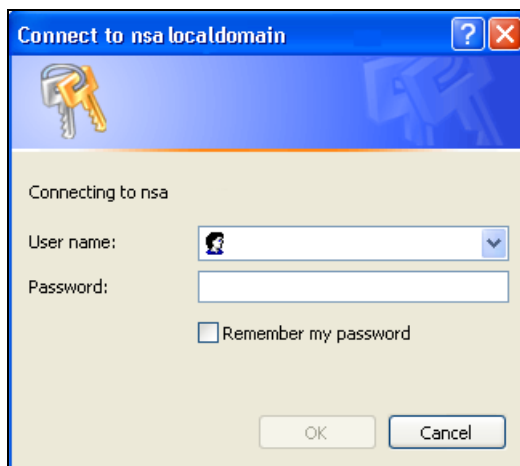 Connect to nsa localdomain
?
Connecting to nsa
User name:
Password:
Remember my password
OK
Cancel